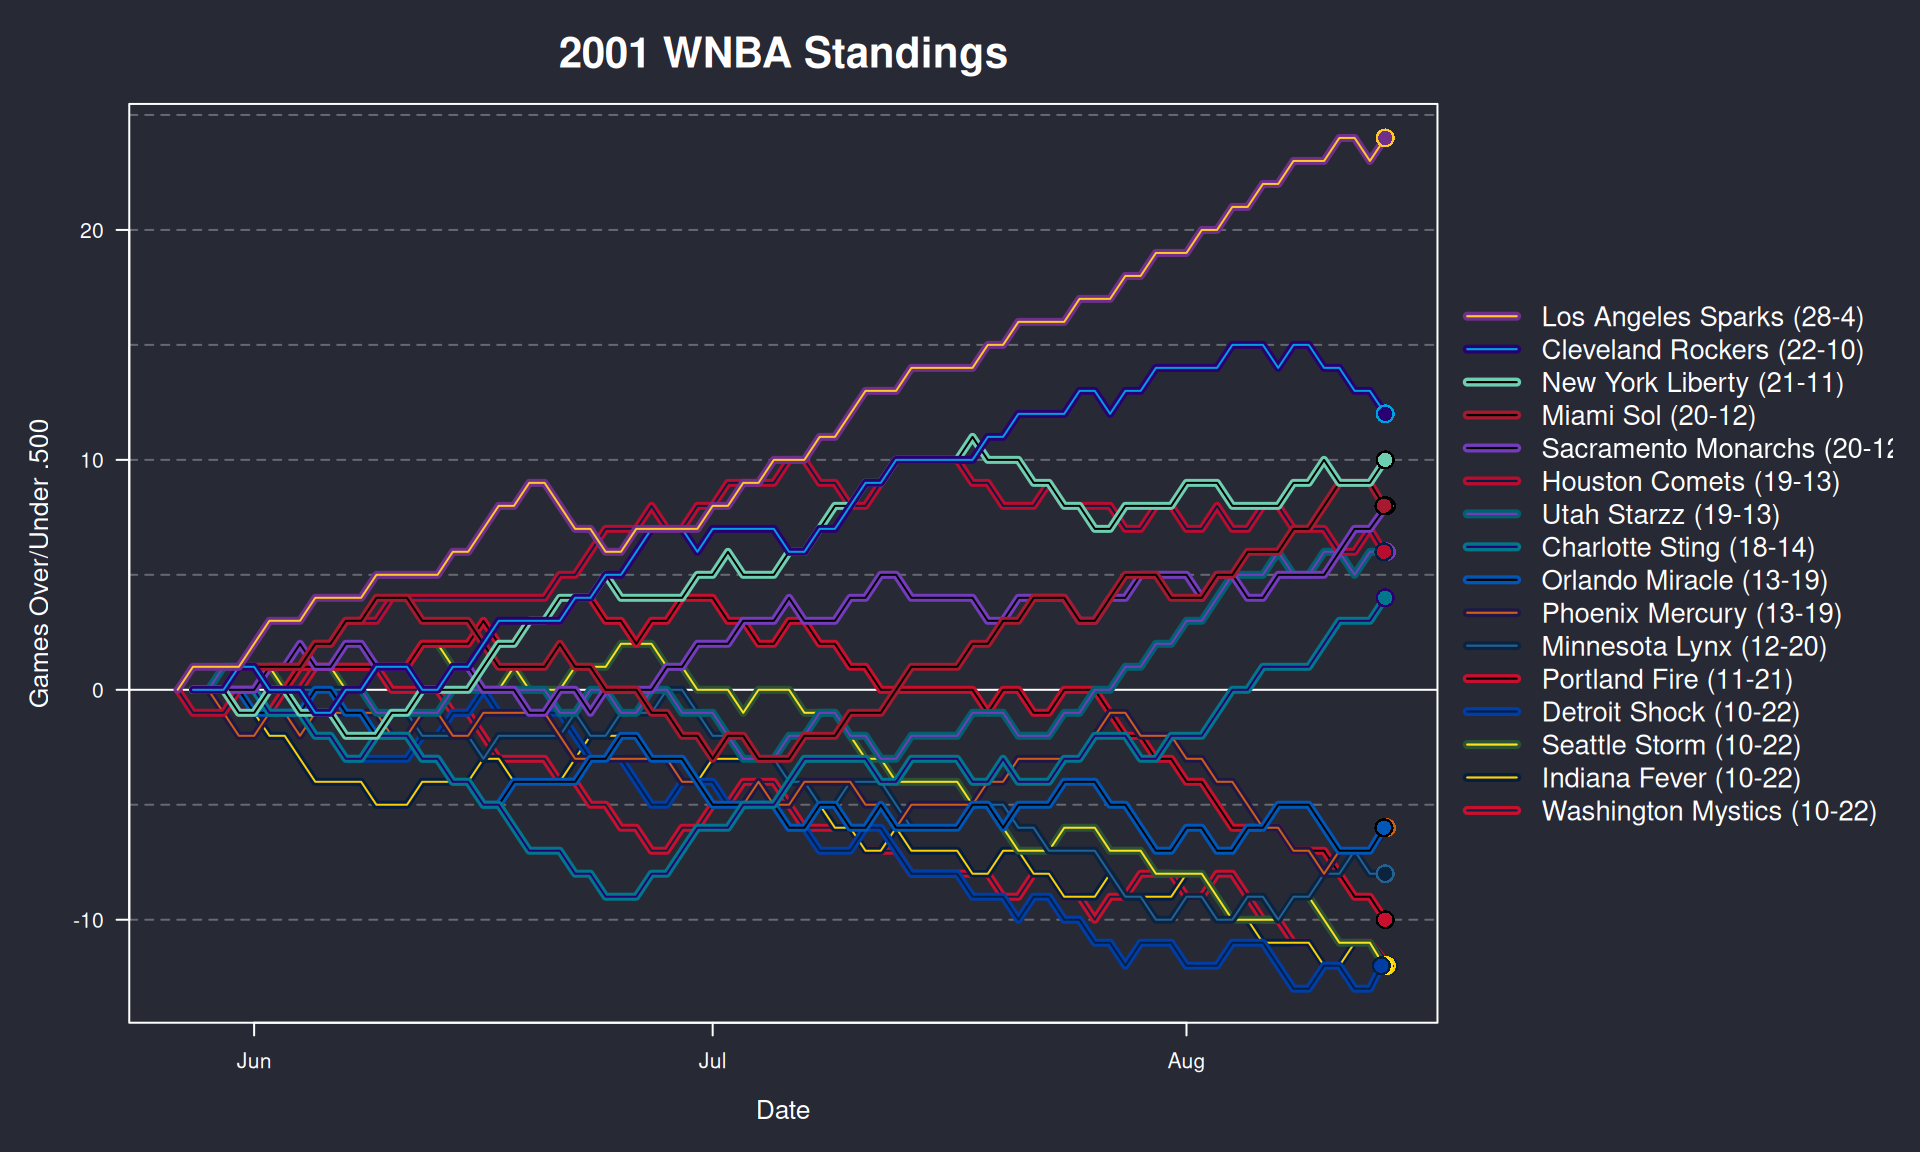 2001 WNBA Standings
Games Over/Under .500
20
10
0
-10
Jun
Jul
Aug
Date
Los Angeles Sparks (28-4)
Cleveland Rockers (22-10)
New York Liberty (21-11)
Miami Sol (20-12)
Sacramento Monarchs (20-12
Houston Comets (19-13)
Utah Starzz (19-13)
Charlotte Sting (18-14)
Orlando Miracle (13-19)
Phoenix Mercury (13-19)
Minnesota Lynx (12-20)
Portland Fire (11-21)
Detroit Shock (10-22)
Seattle Storm (10-22)
Indiana Fever (10-22)
Washington Mystics (10-22)